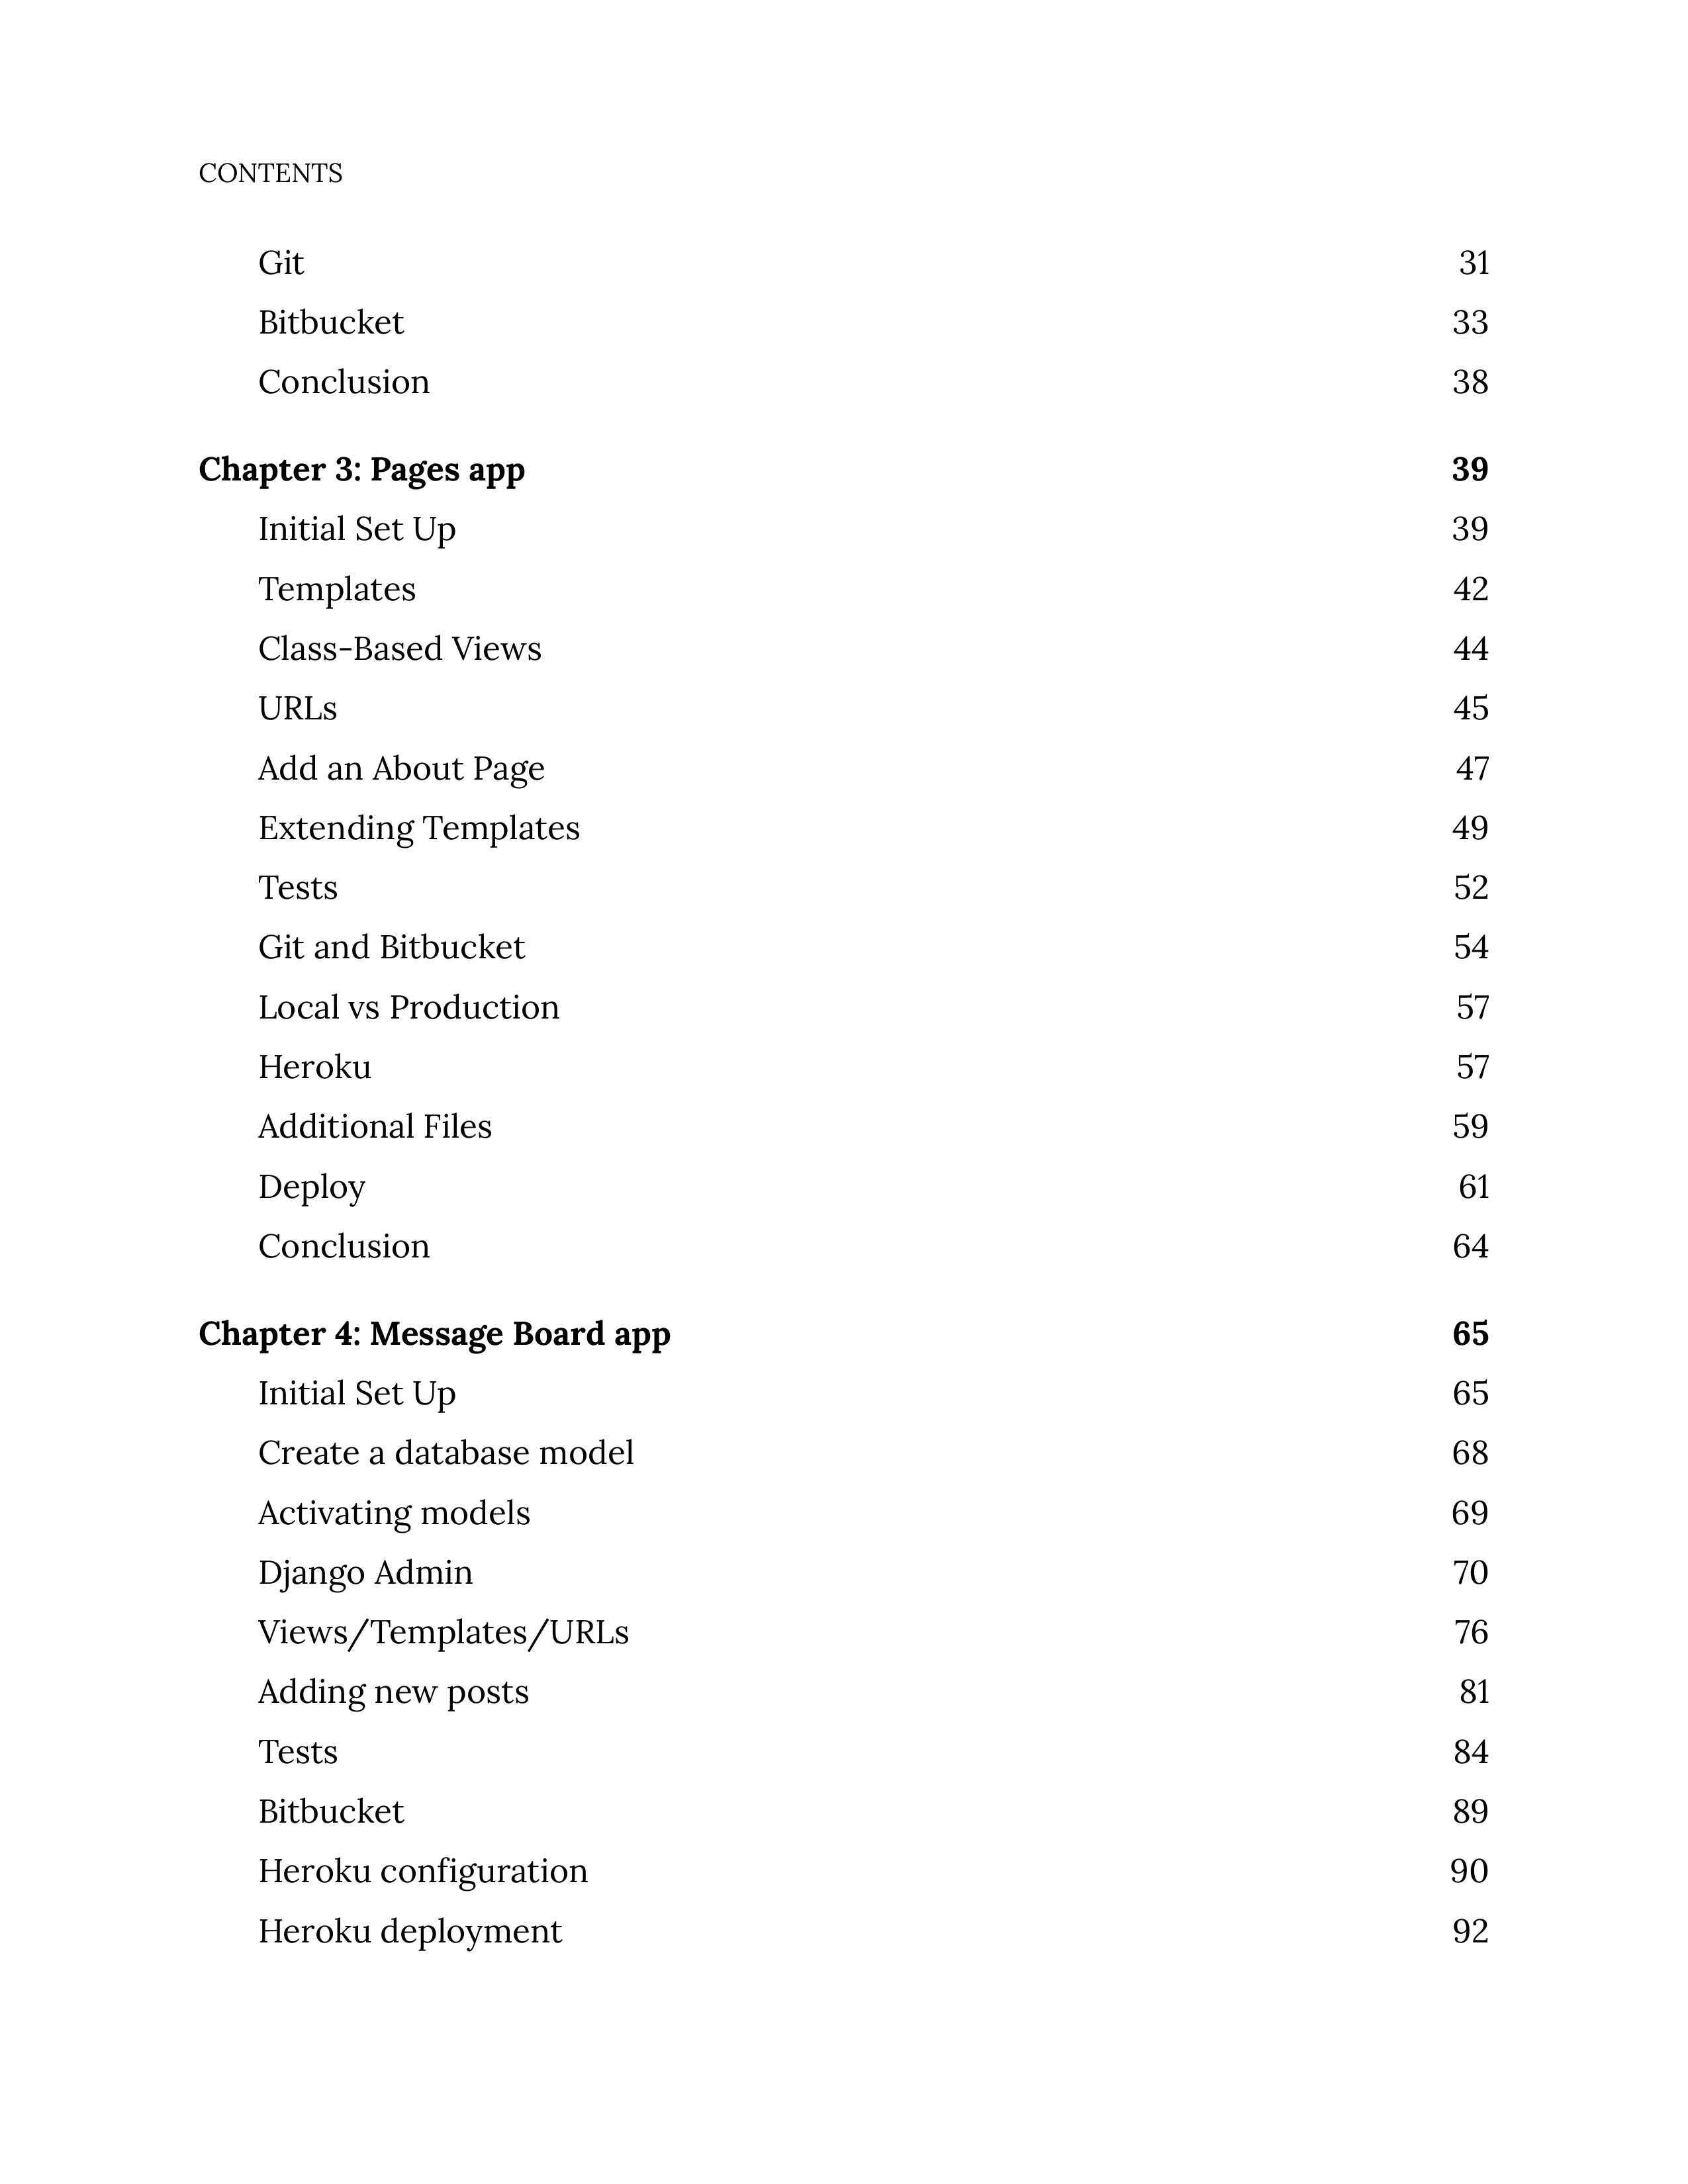 CONTENTS
Git 31
Bitbucket 33
Conclusion 38
Chapter 3: Pages app 39
Initial Set Up 39
Templates 42
Class-Based Views 44
URLs 45
Add an About Page 47
Extending Templates 49
Tests 52
Git and Bitbucket 54
Local vs Production 57
Heroku 57
Additional Files 59
Deploy 61
Conclusion 64
Chapter 4: Message Board app 65
Initial Set Up 65
Create a database model 68
Activating models 69
Django Admin 70
Views/Templates/URLs 76
Adding new posts 81
Tests 84
Bitbucket 89
Heroku configuration 90
Heroku deployment 92